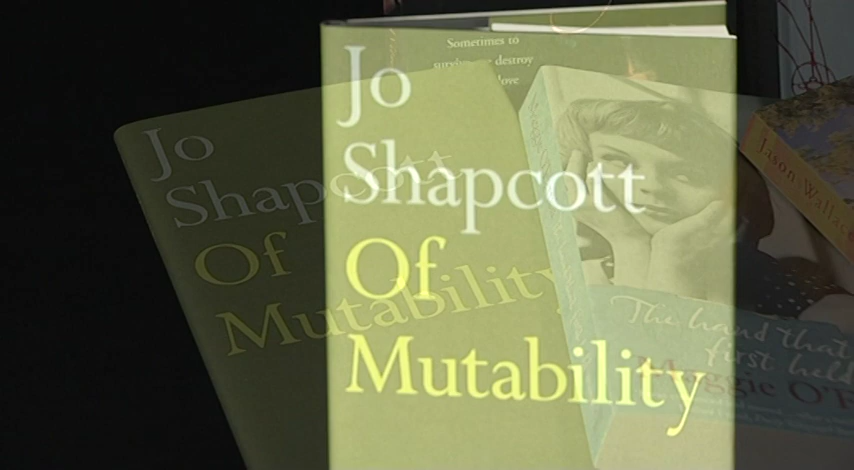 Sometimes to
survive destroy
love
Jo
Shapcott
Of
Mutability
Jo
Shapcott
Of
Mutability
Jason Wallace
The hand that
first held
Maggie O'F